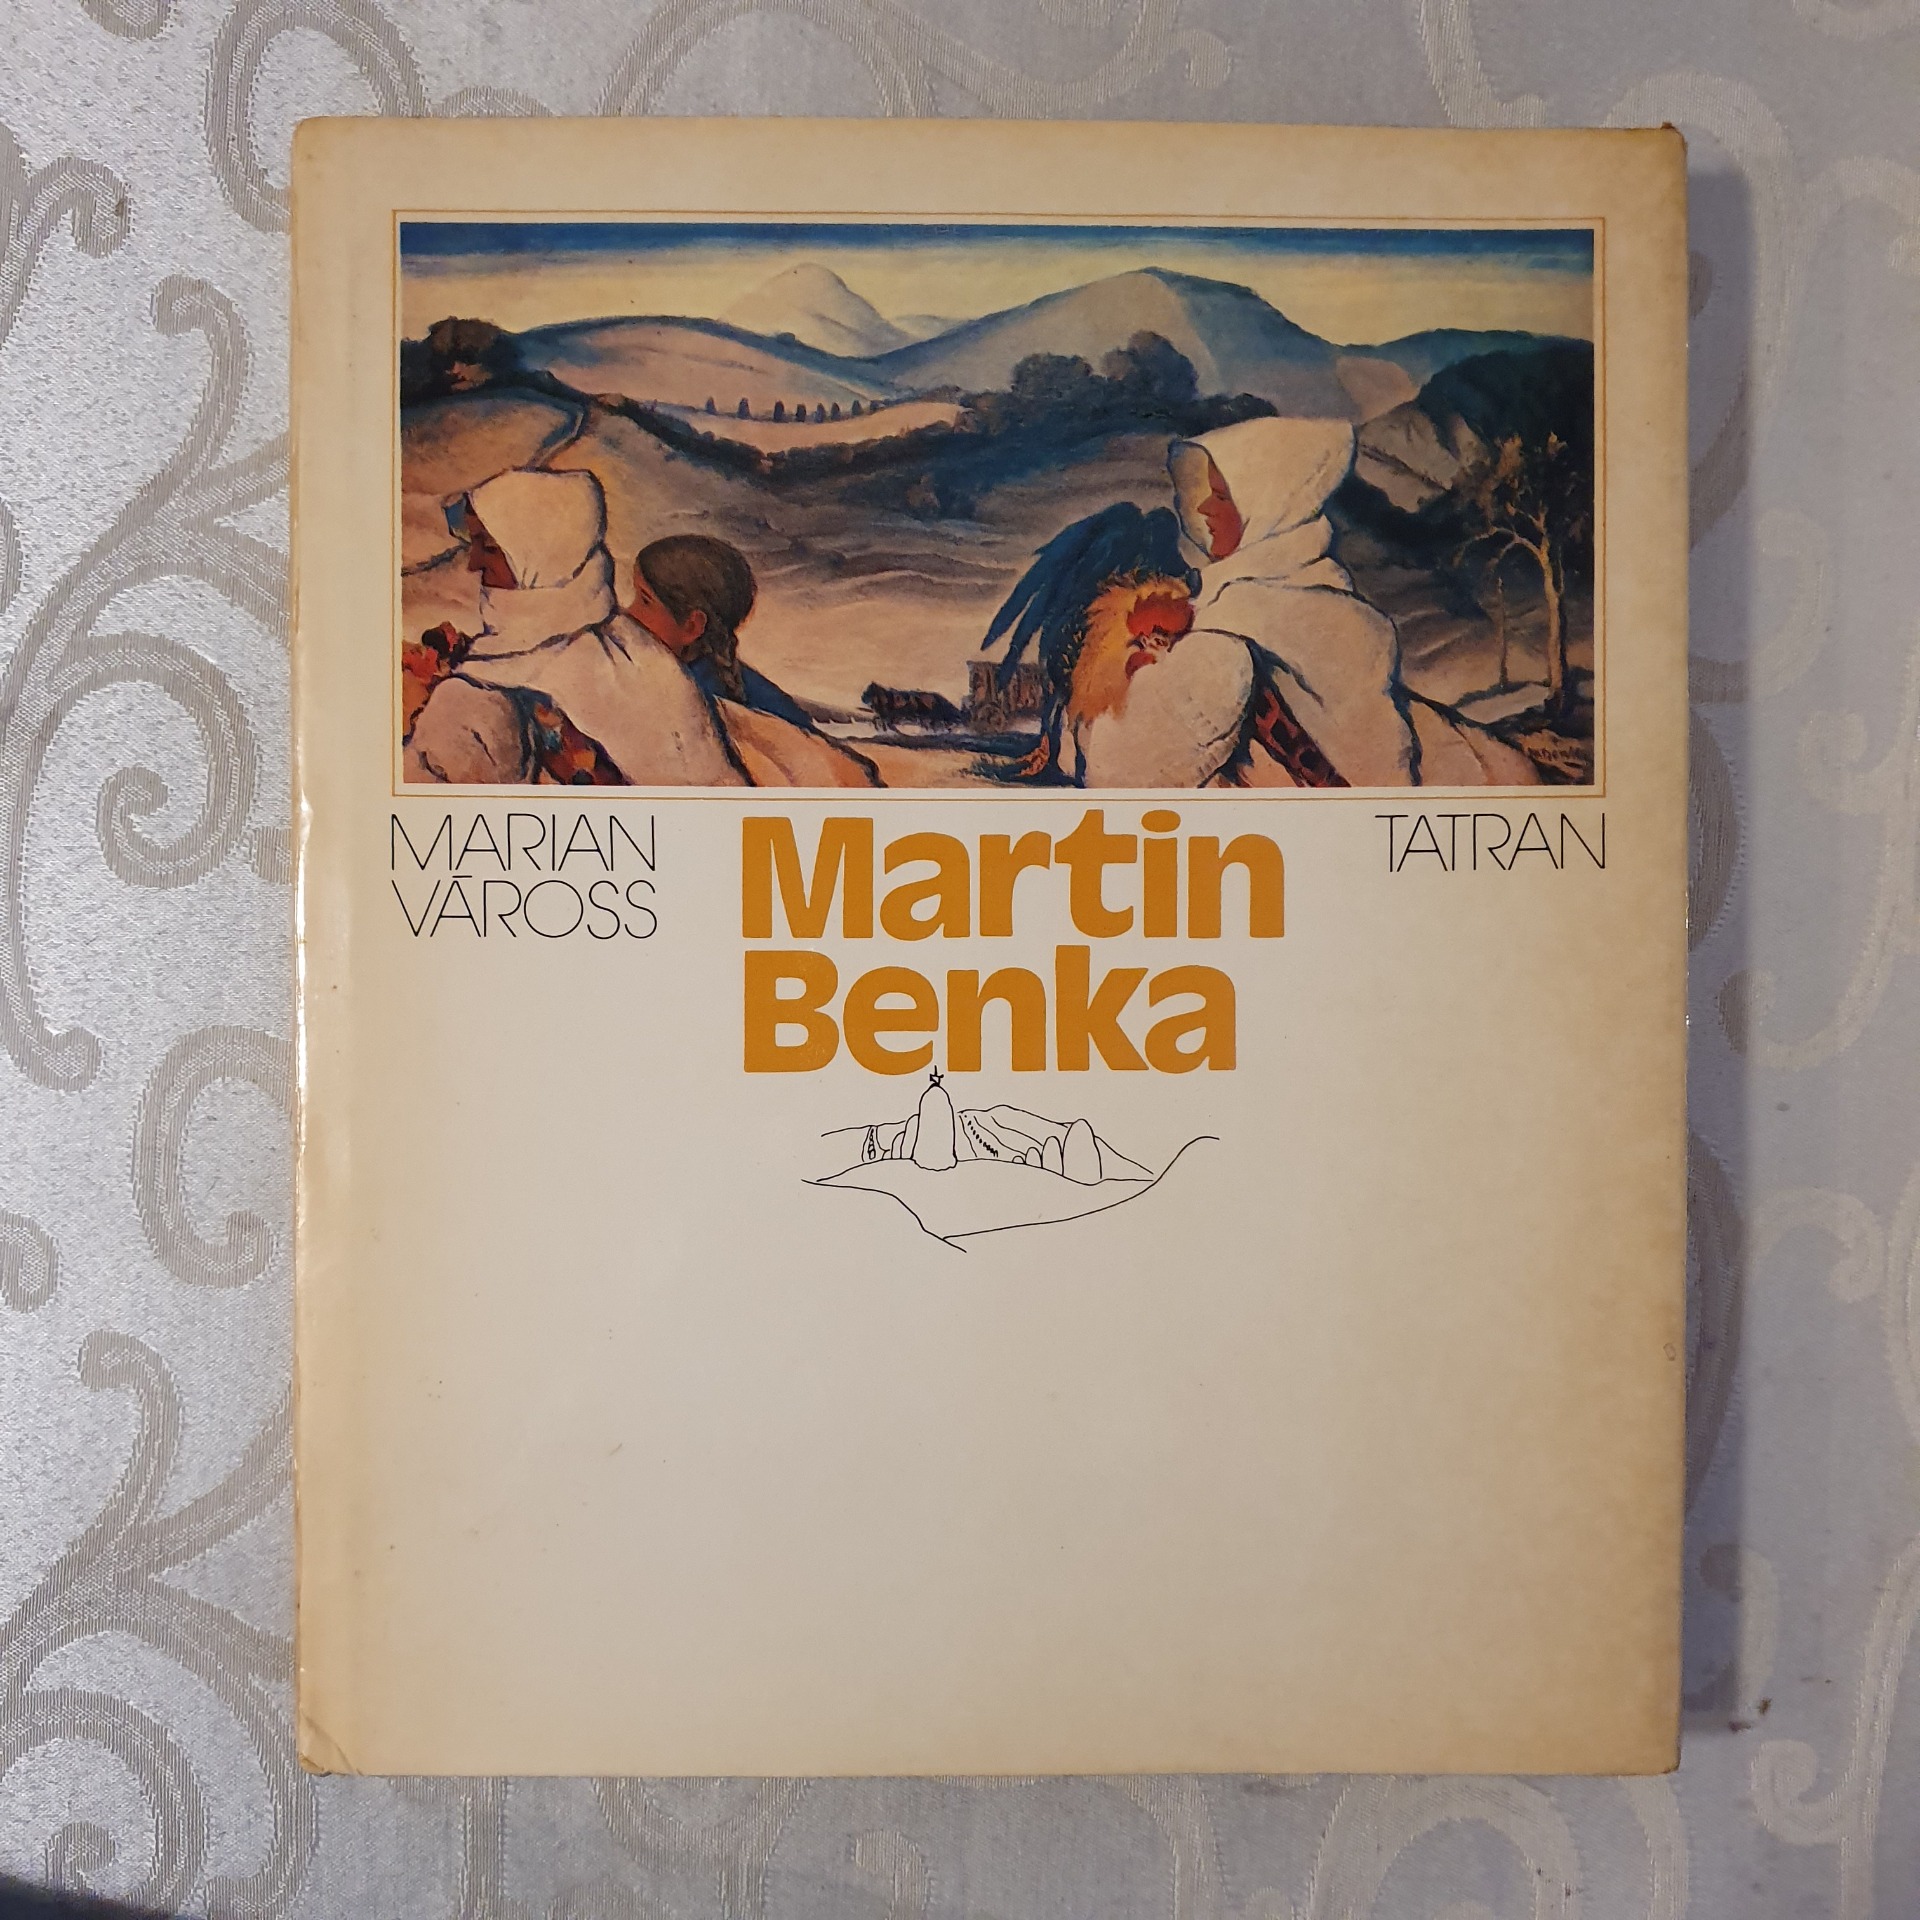 MARIAN
VÁROSS
Martin
Benka
TATRAN